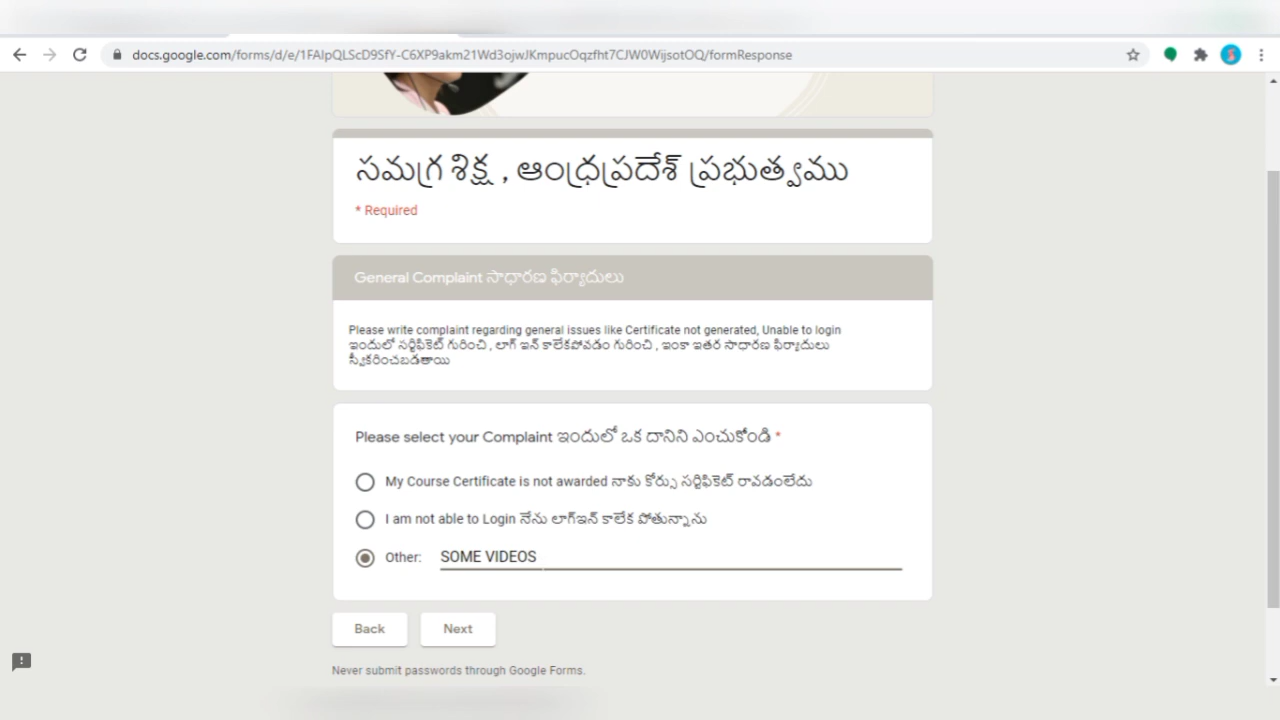 docs.google.com/forms/d/e/1FAIpQLScD9SfY-C6XP9akm21Wd3ojwJKmpucOqzfht7CJW0WijsotOQ/formResponse
సమగ్ర శిక్ష , ఆంధ్రప్రదేశ్ ప్రభుత్వము
* Required
General Complaint సాధారణ ఫిర్యాదులు
Please write complaint regarding general issues like Certificate not generated, Unable to login
ఇందులో సర్టిఫికెట్ గురించి , లాగ్ ఇన్ కాలేకపోవడం గురించి , ఇంకా ఇతర సాధారణ ఫిర్యాదులు
స్వీకరించబడతాయి
Please select your Complaint ఇందులో ఒక దానిని ఎంచుకోండి *
My Course Certificate is not awarded నాకు కోర్సు సర్టిఫికెట్ రావడంలేదు
I am not able to Login నేను లాగ్ఇన్ కాలేక పోతున్నాను
Other: SOME VIDEOS
Back Next
Never submit passwords through Google Forms.